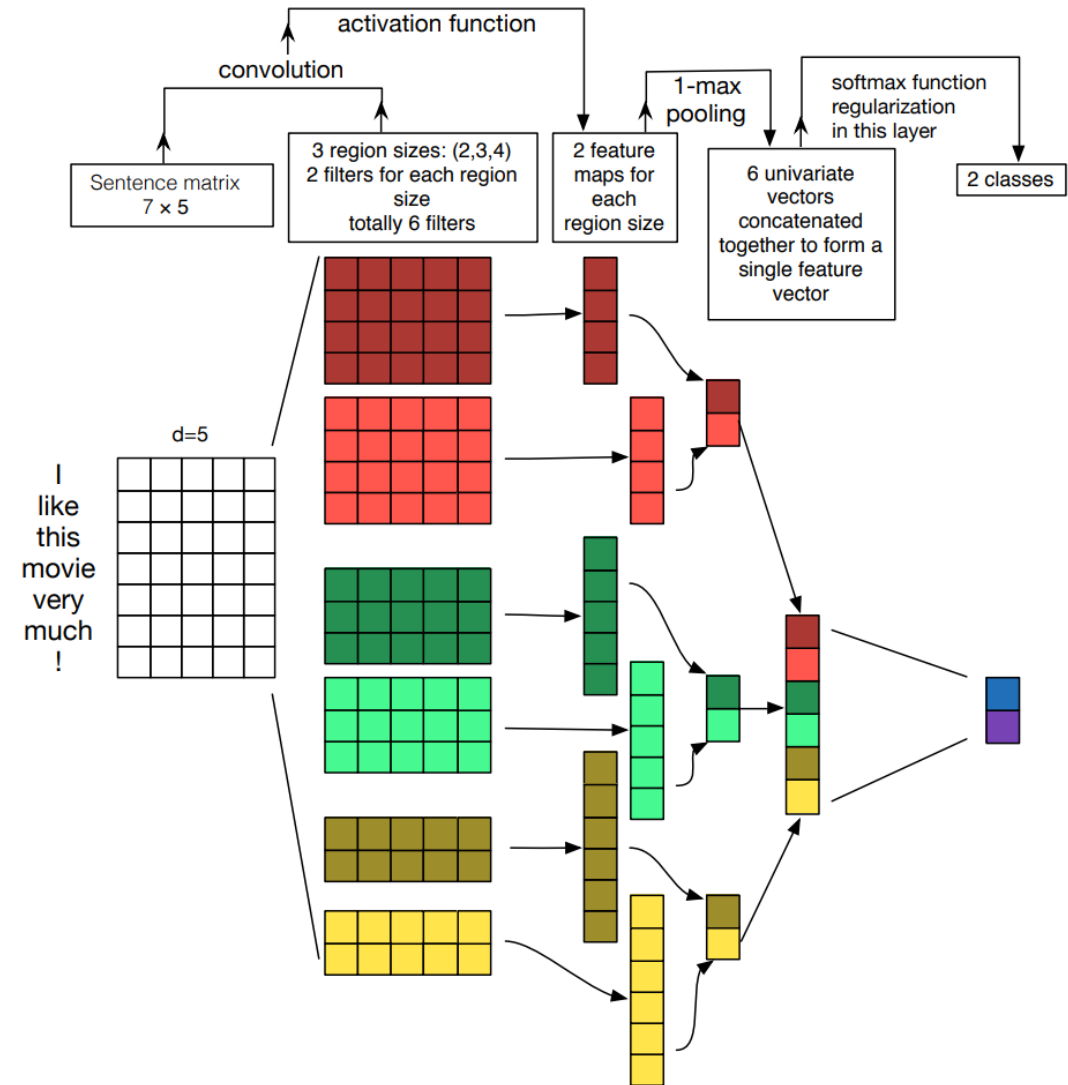 activation function
convolution
1-max
pooling
softmax function
regularization
in this layer
Sentence matrix
7 × 5
3 region sizes: (2,3,4)
2 filters for each region
size
totally 6 filters
2 feature
maps for
each
region size
6 univariate
vectors
concatenated
together to form a
single feature
vector
2 classes
d=5
I
like
this
movie
very
much
!